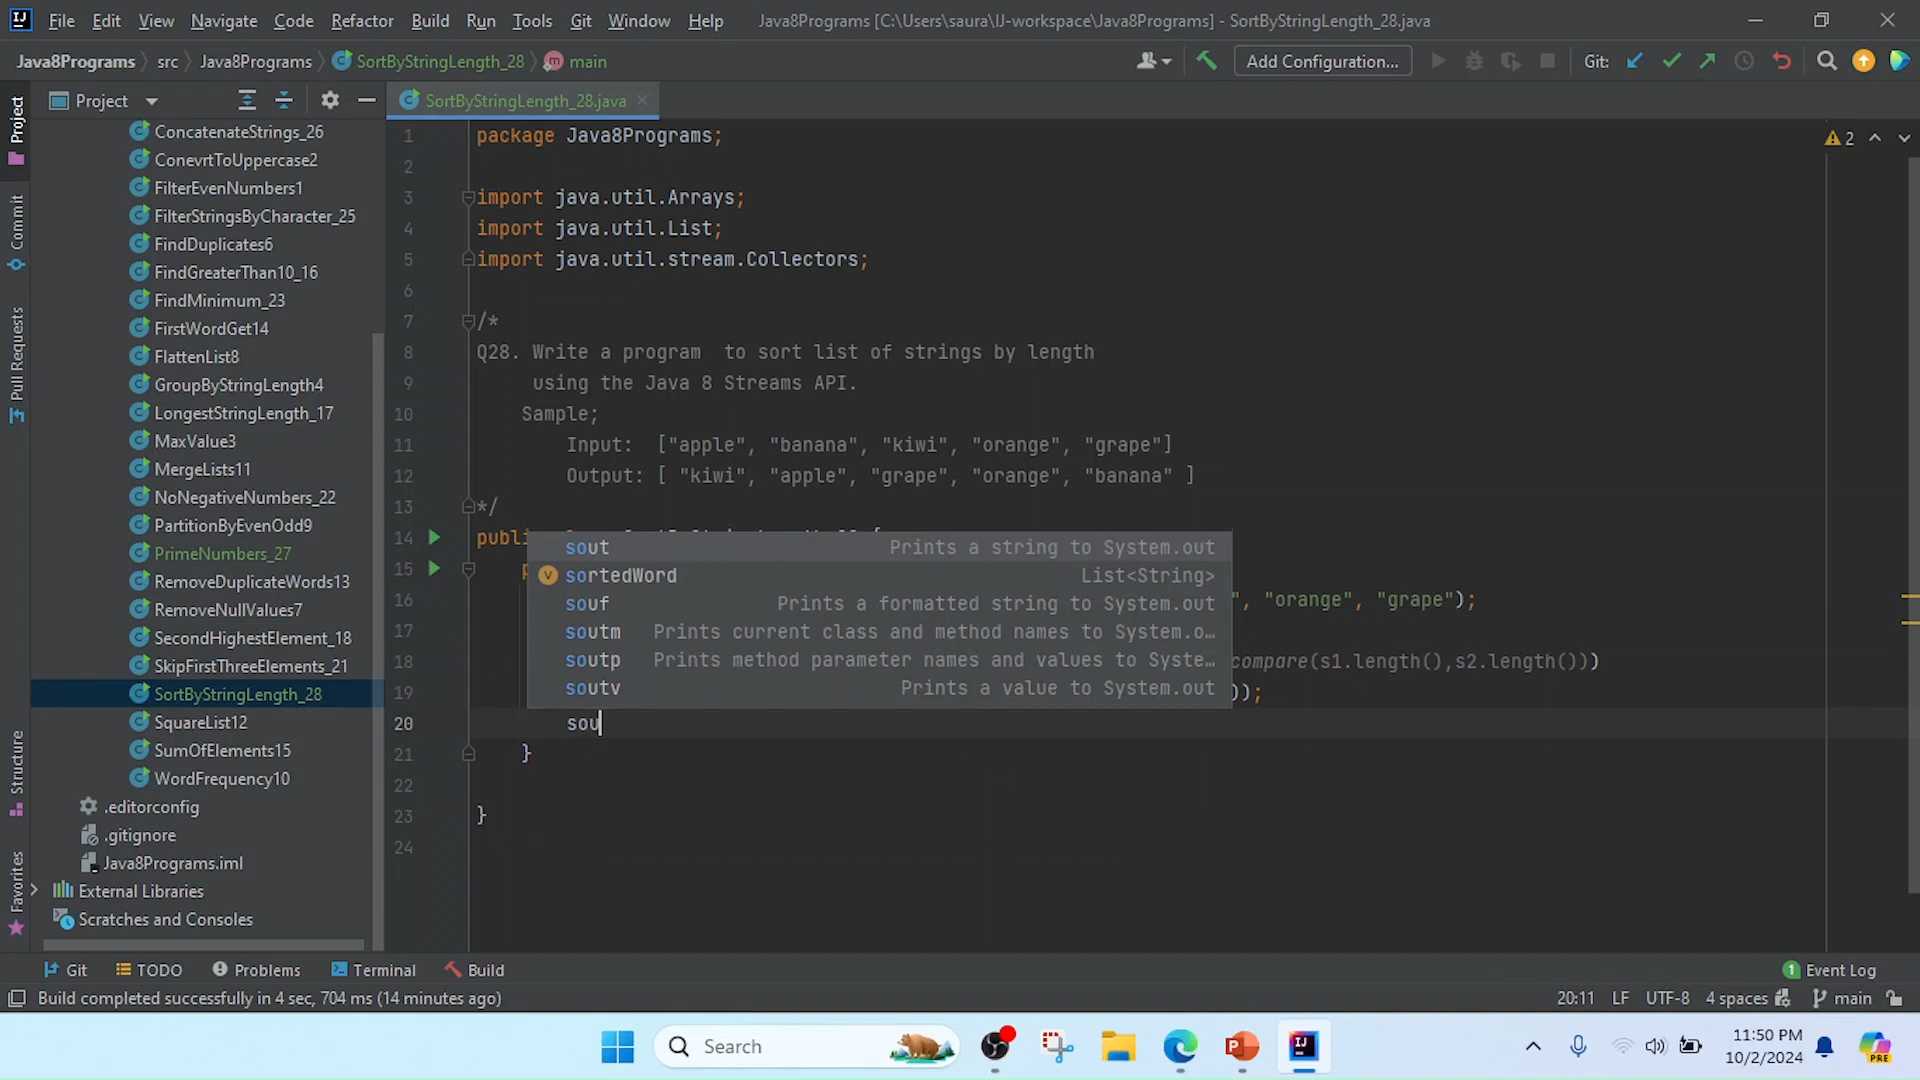 File Edit View Navigate Code Refactor Build Run Tools Git Window Help Java8Programs [C:\Users\saura\IJ-workspace\Java8Programs] - SortByStringLength_28.java
Java8Programs src Java8Programs SortByStringLength_28 main Add Configuration... Git:
Project
SortByStringLength_28.java
Project
Commit
Pull Requests
Structure
Favorites
ConcatenateStrings_26
ConevrtToUppercase2
FilterEvenNumbers1
FilterStringsByCharacter_25
FindDuplicates6
FindGreaterThan10_16
FindMinimum_23
FirstWordGet14
FlattenList8
GroupByStringLength4
LongestStringLength_17
MaxValue3
MergeLists11
NoNegativeNumbers_22
PartitionByEvenOdd9
PrimeNumbers_27
RemoveDuplicateWords13
RemoveNullValues7
SecondHighestElement_18
SkipFirstThreeElements_21
SortByStringLength_28
SquareList12
SumOfElements15
WordFrequency10
.editorconfig
.gitignore
Java8Programs.iml
External Libraries
Scratches and Consoles
1 package Java8Programs; 2
2
3 import java.util.Arrays;
4 import java.util.List;
5 import java.util.stream.Collectors;
6
7 /*
8 Q28. Write a program  to sort list of strings by length
9 using the Java 8 Streams API.
10 Sample;
11 Input:  ["apple", "banana", "kiwi", "orange", "grape"]
12 Output: [ "kiwi", "apple", "grape", "orange", "banana" ]
13 */
14 publi
15
16 ", "orange", "grape");
17
18 compare(s1.length(),s2.length()))
19 ));
20 sou
21 }
22
23 }
24
sout Prints a string to System.out
sortedWord List<String>
souf Prints a formatted string to System.out
soutm Prints current class and method names to System.o…
soutp Prints method parameter names and values to Syste…
soutv Prints a value to System.out
Git TODO Problems Terminal Build 1 Event Log
Build completed successfully in 4 sec, 704 ms (14 minutes ago) 20:11 LF UTF-8 4 spaces main
Search
11:50 PM
10/2/2024
PRE